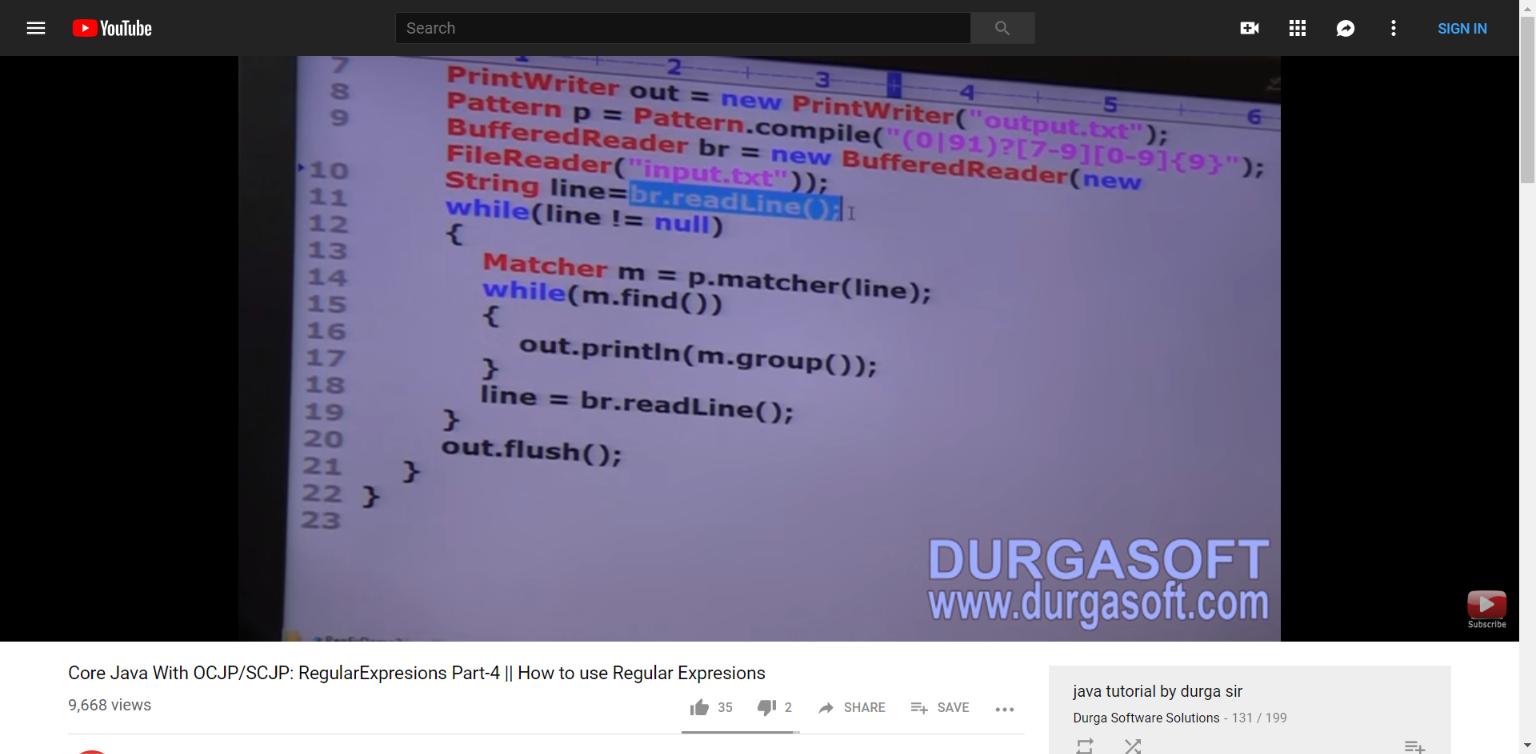 YouTube
Search
SIGN IN
1 2 3 4 5 6
7 PrintWriter out = new PrintWriter("output.txt");
8 Pattern p = Pattern.compile("(0|91)?[7-9][0-9]{9}");
9 BufferedReader br = new BufferedReader(new
FileReader("input.txt"));
10 String line=br.readLine();
11 while(line != null)
12 {
13 Matcher m = p.matcher(line);
14 while(m.find())
15 {
16 out.println(m.group());
17 }
18 line = br.readLine();
19 }
20 out.flush();
21 }
22 }
23
DURGASOFT
www.durgasoft.com
Subscribe
Core Java With OCJP/SCJP: RegularExpresions Part-4 || How to use Regular Expresions
9,668 views
35
2
SHARE
SAVE
java tutorial by durga sir
Durga Software Solutions - 131 / 199